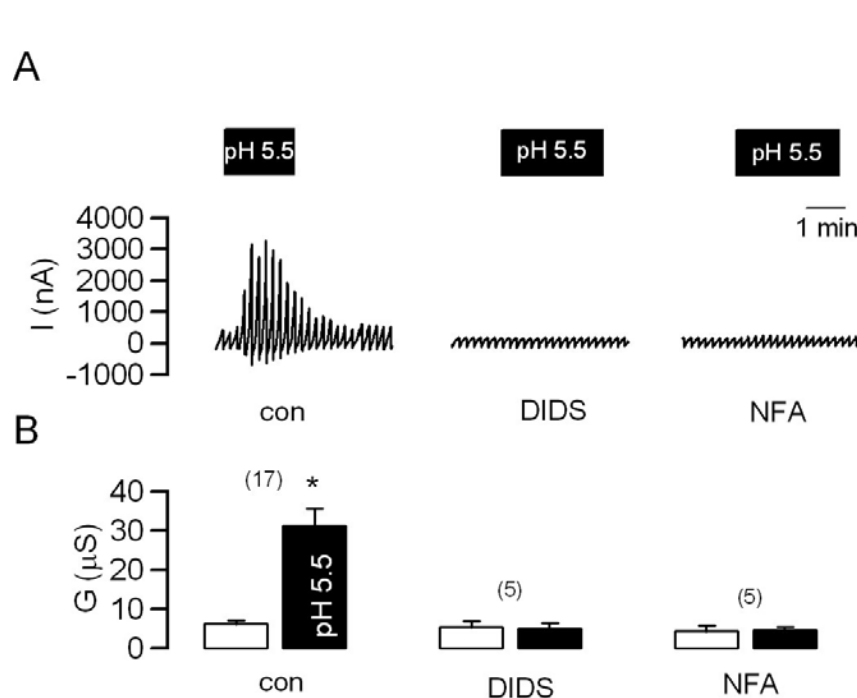 A
pH 5.5 pH 5.5 pH 5.5
1 min
I (nA)
4000
3000
2000
1000
0
-1000
con DIDS NFA
B
G (µS)
40
30
20
10
0
(17) *
pH 5.5
(5) (5)
con DIDS NFA